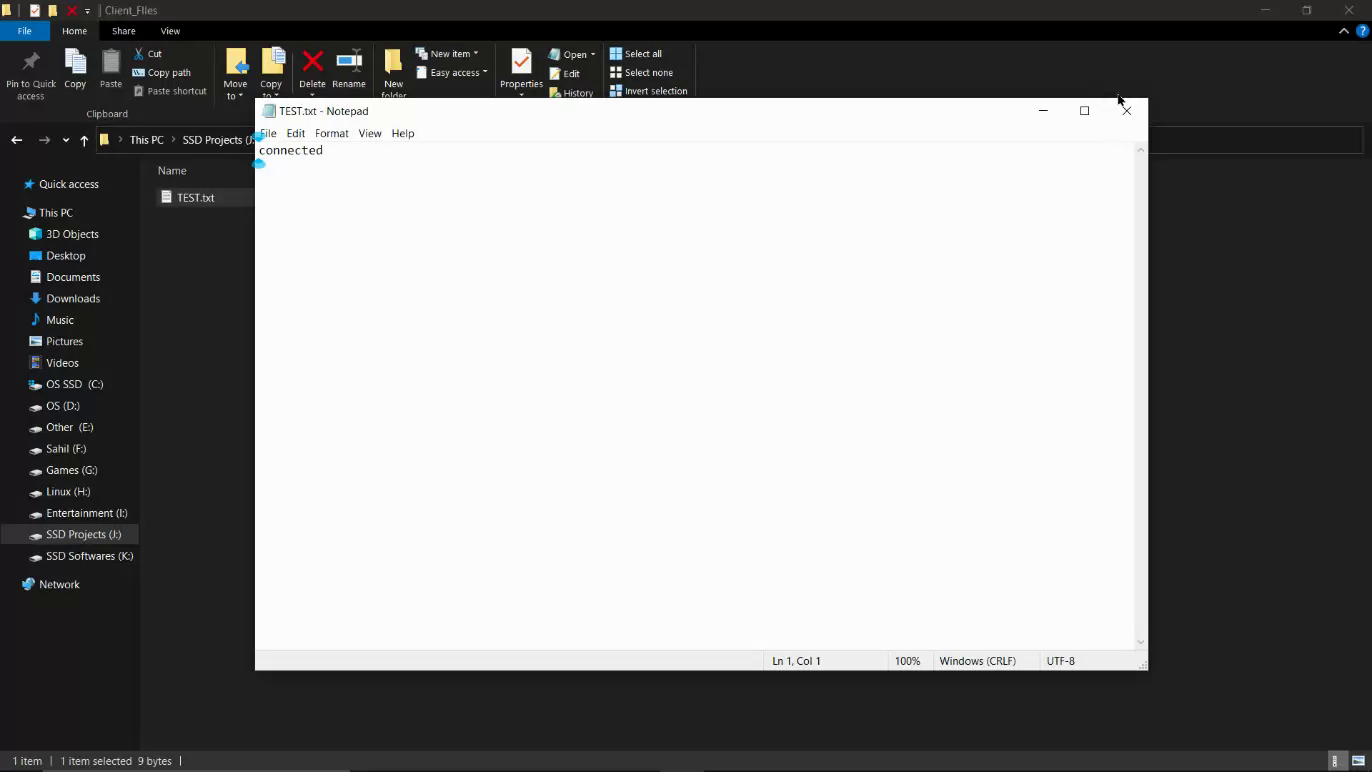 Client_FIles
File Home Share View
Pin to Quick access
Copy
Paste
Cut
Copy path
Paste shortcut
Clipboard
Move to
Copy to
Delete
Rename
New folder
New item
Easy access
Properties
Open
Edit
History
Select all
Select none
Invert selection
This PC SSD Projects (J:
TEST.txt - Notepad
File Edit Format View Help
connected
Name
TEST.txt
Quick access
This PC
3D Objects
Desktop
Documents
Downloads
Music
Pictures
Videos
OS SSD (C:)
OS (D:)
Other (E:)
Sahil (F:)
Games (G:)
Linux (H:)
Entertainment (I:)
SSD Projects (J:)
SSD Softwares (K:)
Network
Ln 1, Col 1 100% Windows (CRLF) UTF-8
1 item 1 item selected 9 bytes